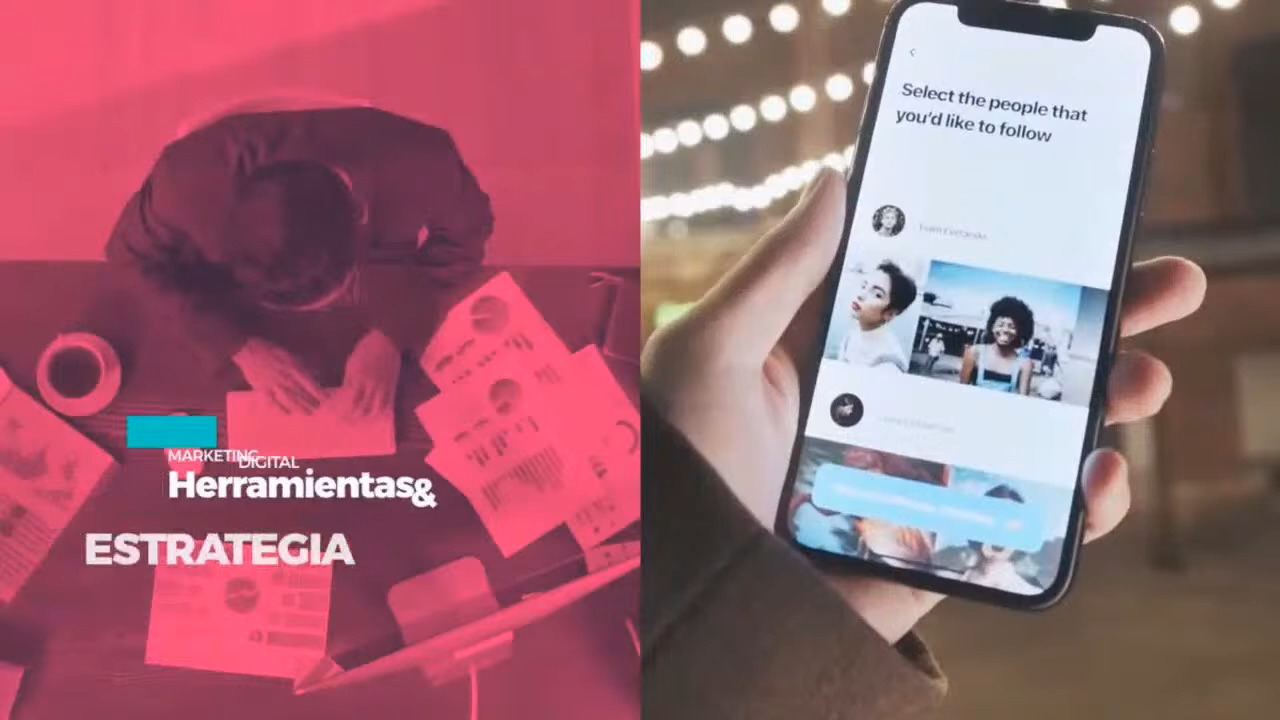 MARKETING
DIGITAL
Herramientas&
ESTRATEGIA
Select the people that
you'd like to follow